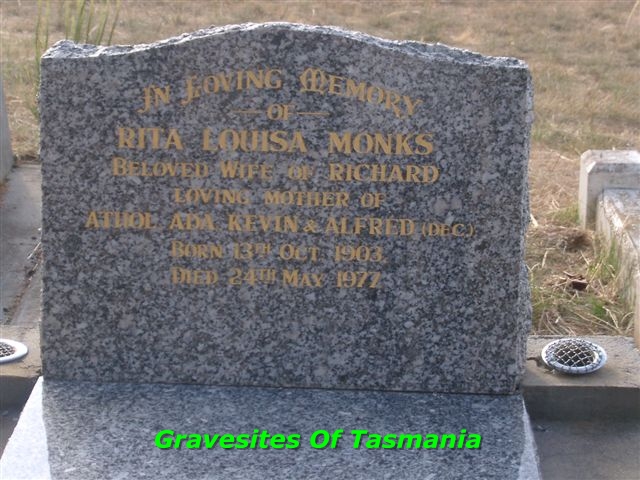 In Loving Memory
— OF —
RITA LOUISA MONKS
BELOVED WIFE OF RICHARD
LOVING MOTHER OF
ATHOL ADA KEVIN & ALFRED (DEC.)
BORN 13TH OCT. 1903.
DIED 24TH MAY 1977
Gravesites Of Tasmania